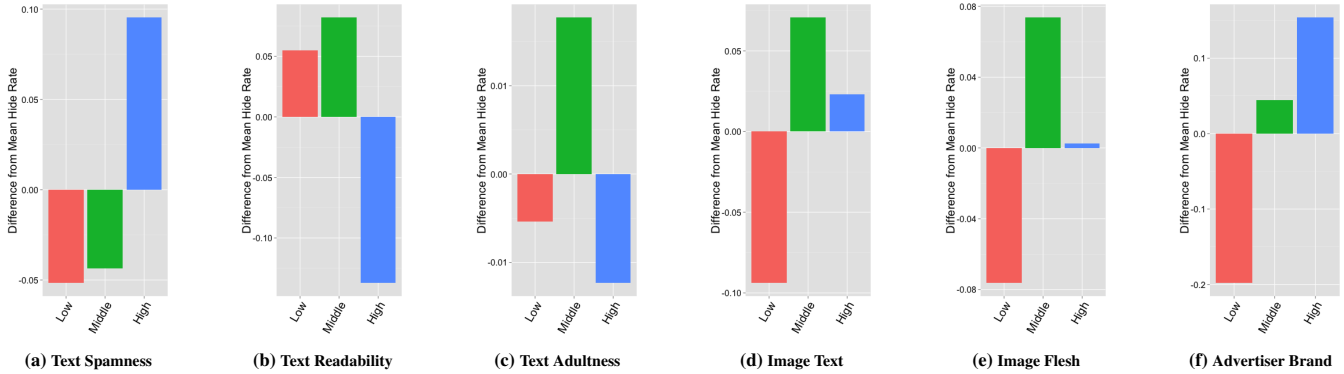 Difference from Mean Hide Rate
0.10
0.05
0.00
-0.05
Low
Middle
High
(a) Text Spamness
Difference from Mean Hide Rate
0.05
0.00
-0.05
-0.10
Low
Middle
High
(b) Text Readability
Difference from Mean Hide Rate
0.01
0.00
-0.01
Low
Middle
High
(c) Text Adultness
Difference from Mean Hide Rate
0.05
0.00
-0.05
-0.10
Low
Middle
High
(d) Image Text
Difference from Mean Hide Rate
0.08
0.04
0.00
-0.04
-0.08
Low
Middle
High
(e) Image Flesh
Difference from Mean Hide Rate
0.1
0.0
-0.1
-0.2
Low
Middle
High
(f) Advertiser Brand